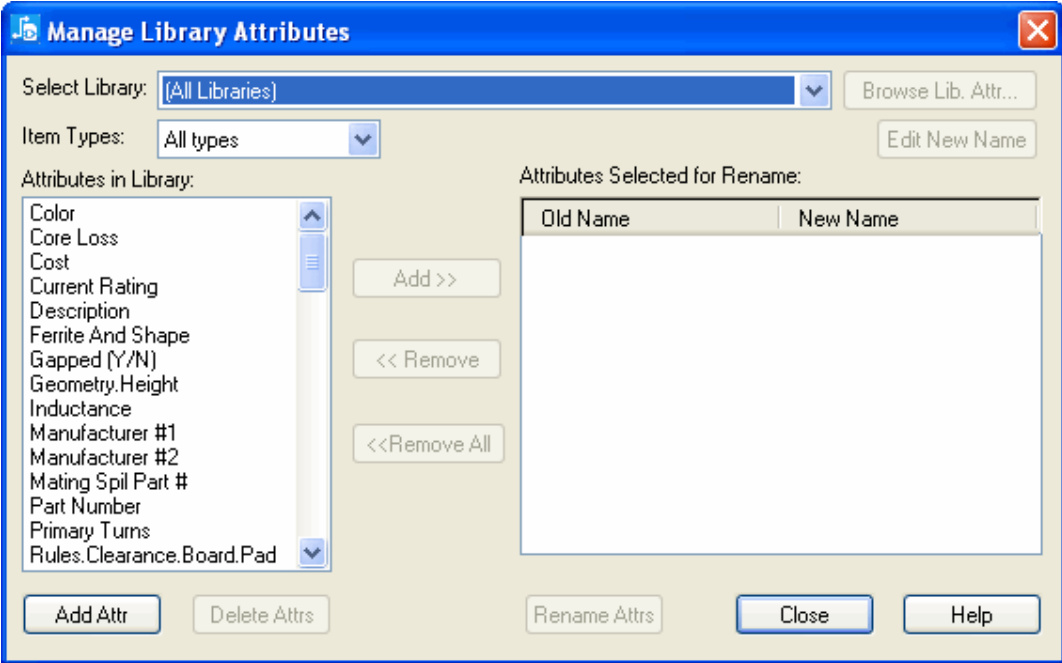 Manage Library Attributes
Select Library: (All Libraries) Browse Lib. Attr...
Item Types: All types Edit New Name
Attributes in Library:
Attributes Selected for Rename:
Color
Core Loss
Cost
Current Rating
Description
Ferrite And Shape
Gapped (Y/N)
Geometry.Height
Inductance
Manufacturer #1
Manufacturer #2
Mating Spil Part #
Part Number
Primary Turns
Rules.Clearance.Board.Pad
Add >>
<< Remove
<<Remove All
Old Name New Name
Add Attr Delete Attrs Rename Attrs Close Help